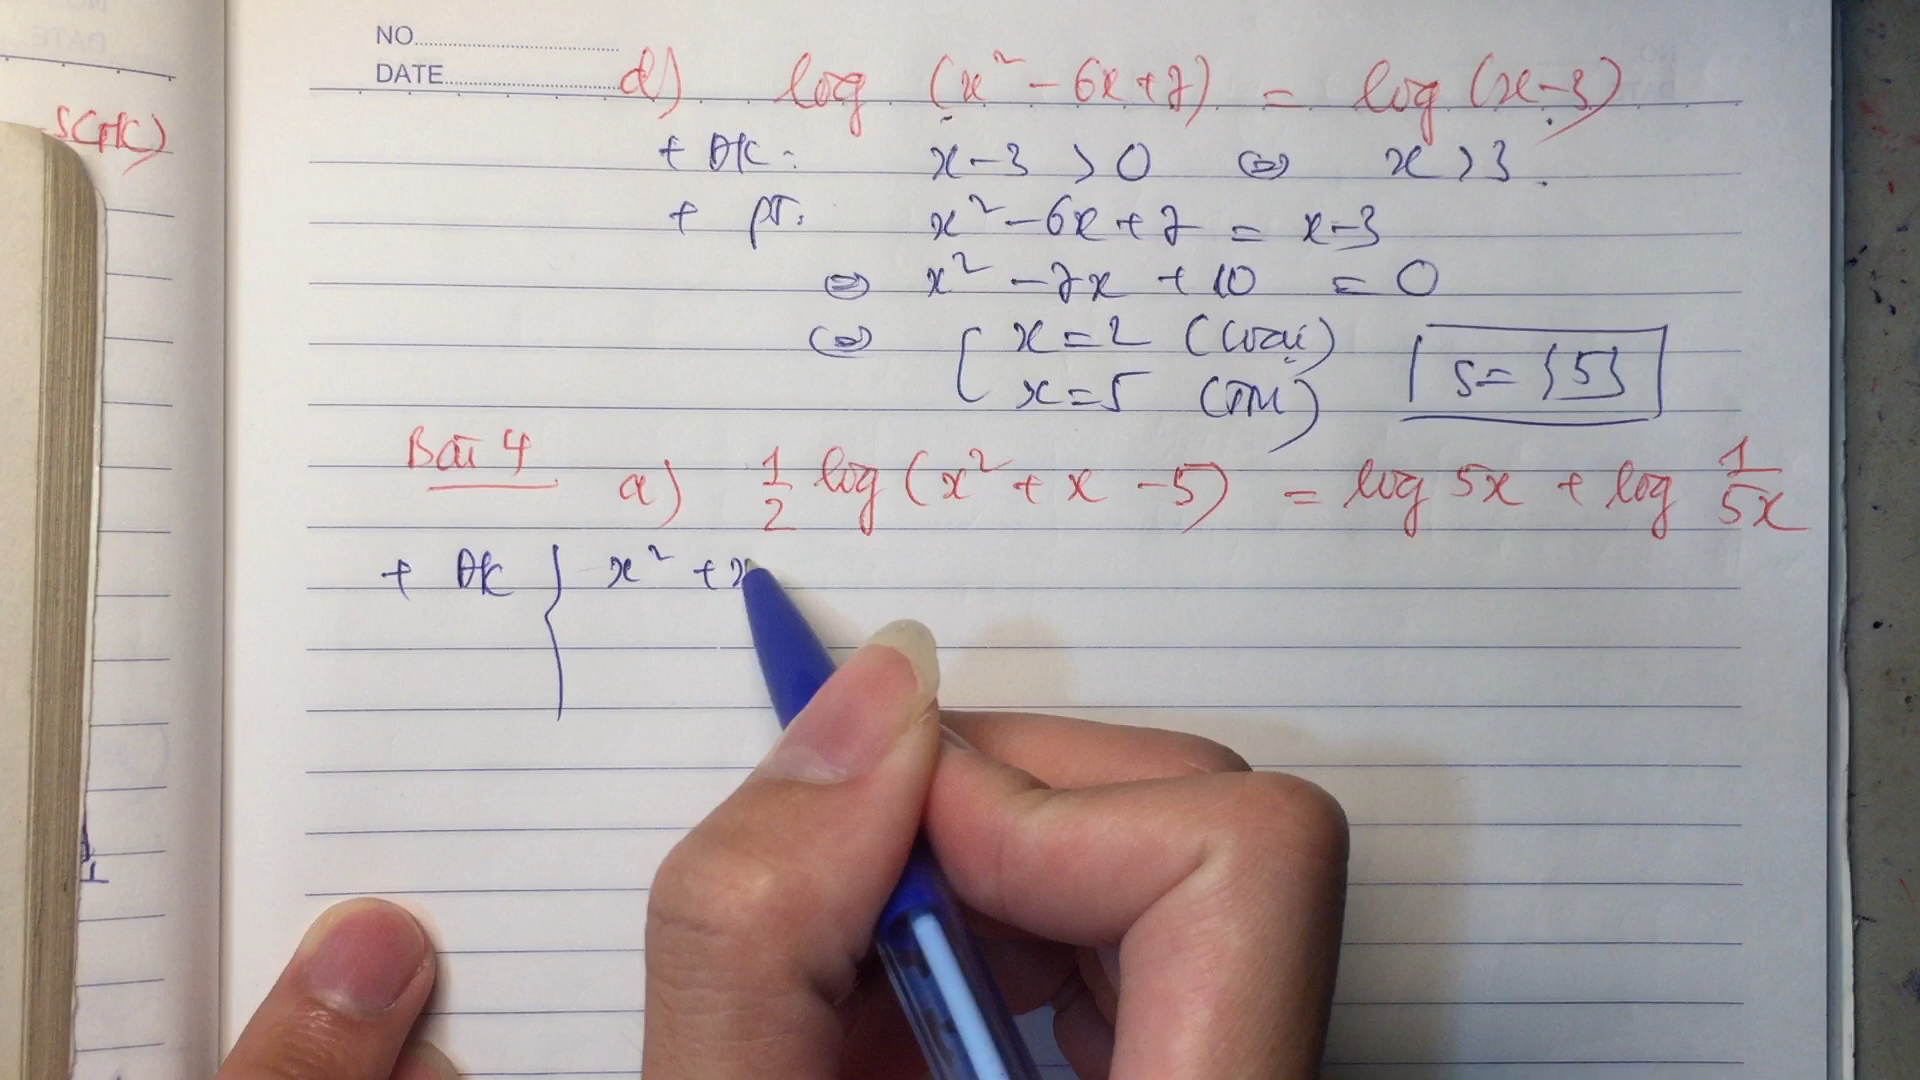 S(tK)
NO
DATE
d) log (x² - 6x + 7) = log (x-3)
+ ĐK: x - 3 > 0 ⇔ x > 3.
+ PT: x² - 6x + 7 = x - 3
⇔ x² - 7x + 10 = 0
⇔ [ x = 2 (loại)
x = 5 (TM) S = {5}
Bài 4 a) 1/2 log (x² + x - 5) = log 5x + log 1/5x
+ ĐK { x² + x